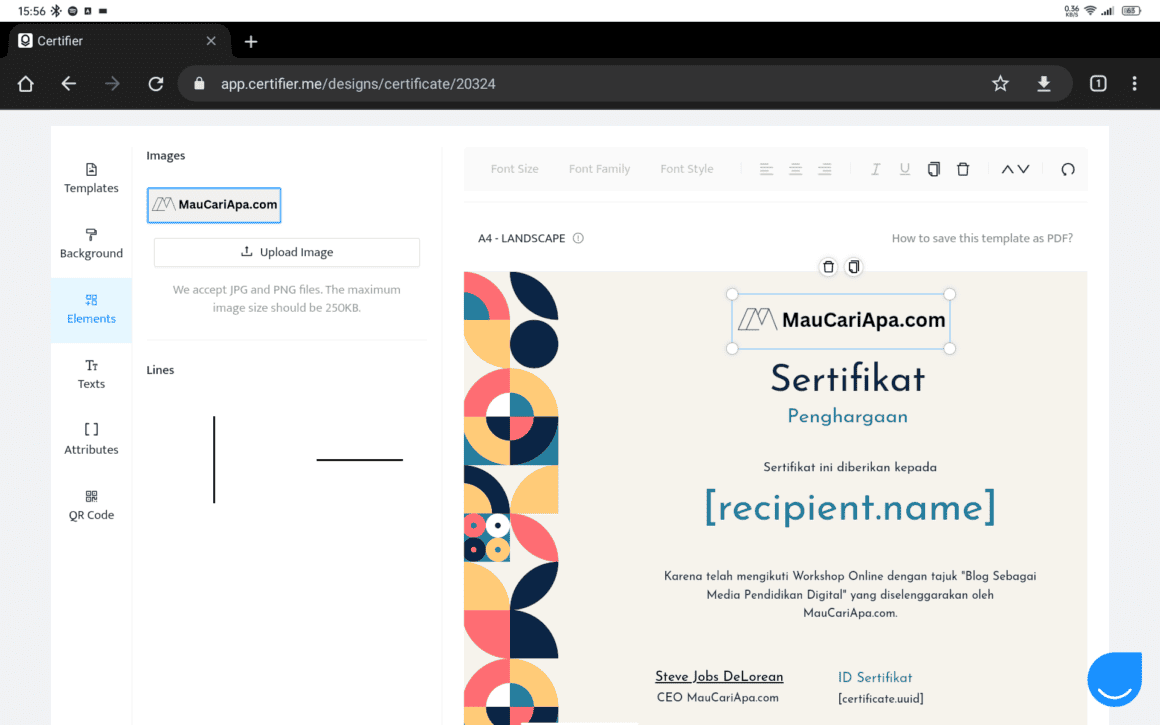 15:56
0.36
KB/S
65
Certifier
app.certifier.me/designs/certificate/20324
1
Templates
Background
Elements
Texts
Attributes
QR Code
Images
MauCariApa.com
Upload Image
We accept JPG and PNG files. The maximum
image size should be 250KB.
Lines
Font Size Font Family Font Style
A4 - LANDSCAPE
How to save this template as PDF?
MauCariApa.com
Sertifikat
Penghargaan
Sertifikat ini diberikan kepada
[recipient.name]
Karena telah mengikuti Workshop Online dengan tajuk "Blog Sebagai
Media Pendidikan Digital" yang diselenggarakan oleh
MauCariApa.com.
Steve Jobs DeLorean
CEO MauCariApa.com
ID Sertifikat
[certificate.uuid]